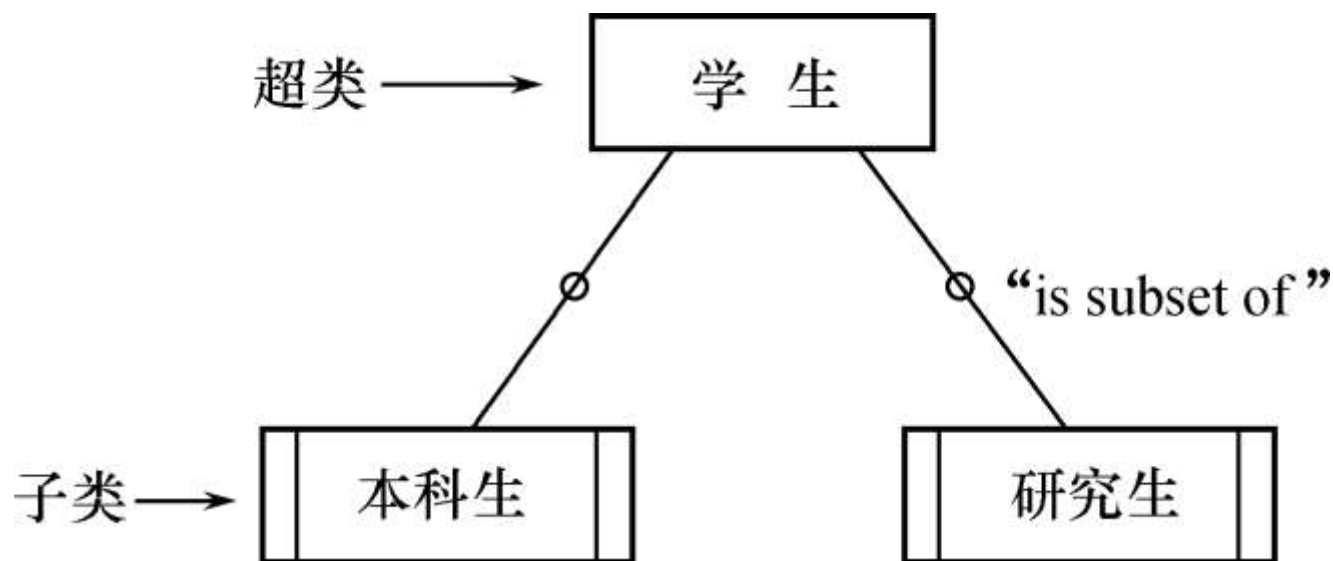 超类
学 生
“is subset of”
子类
本科生
研究生